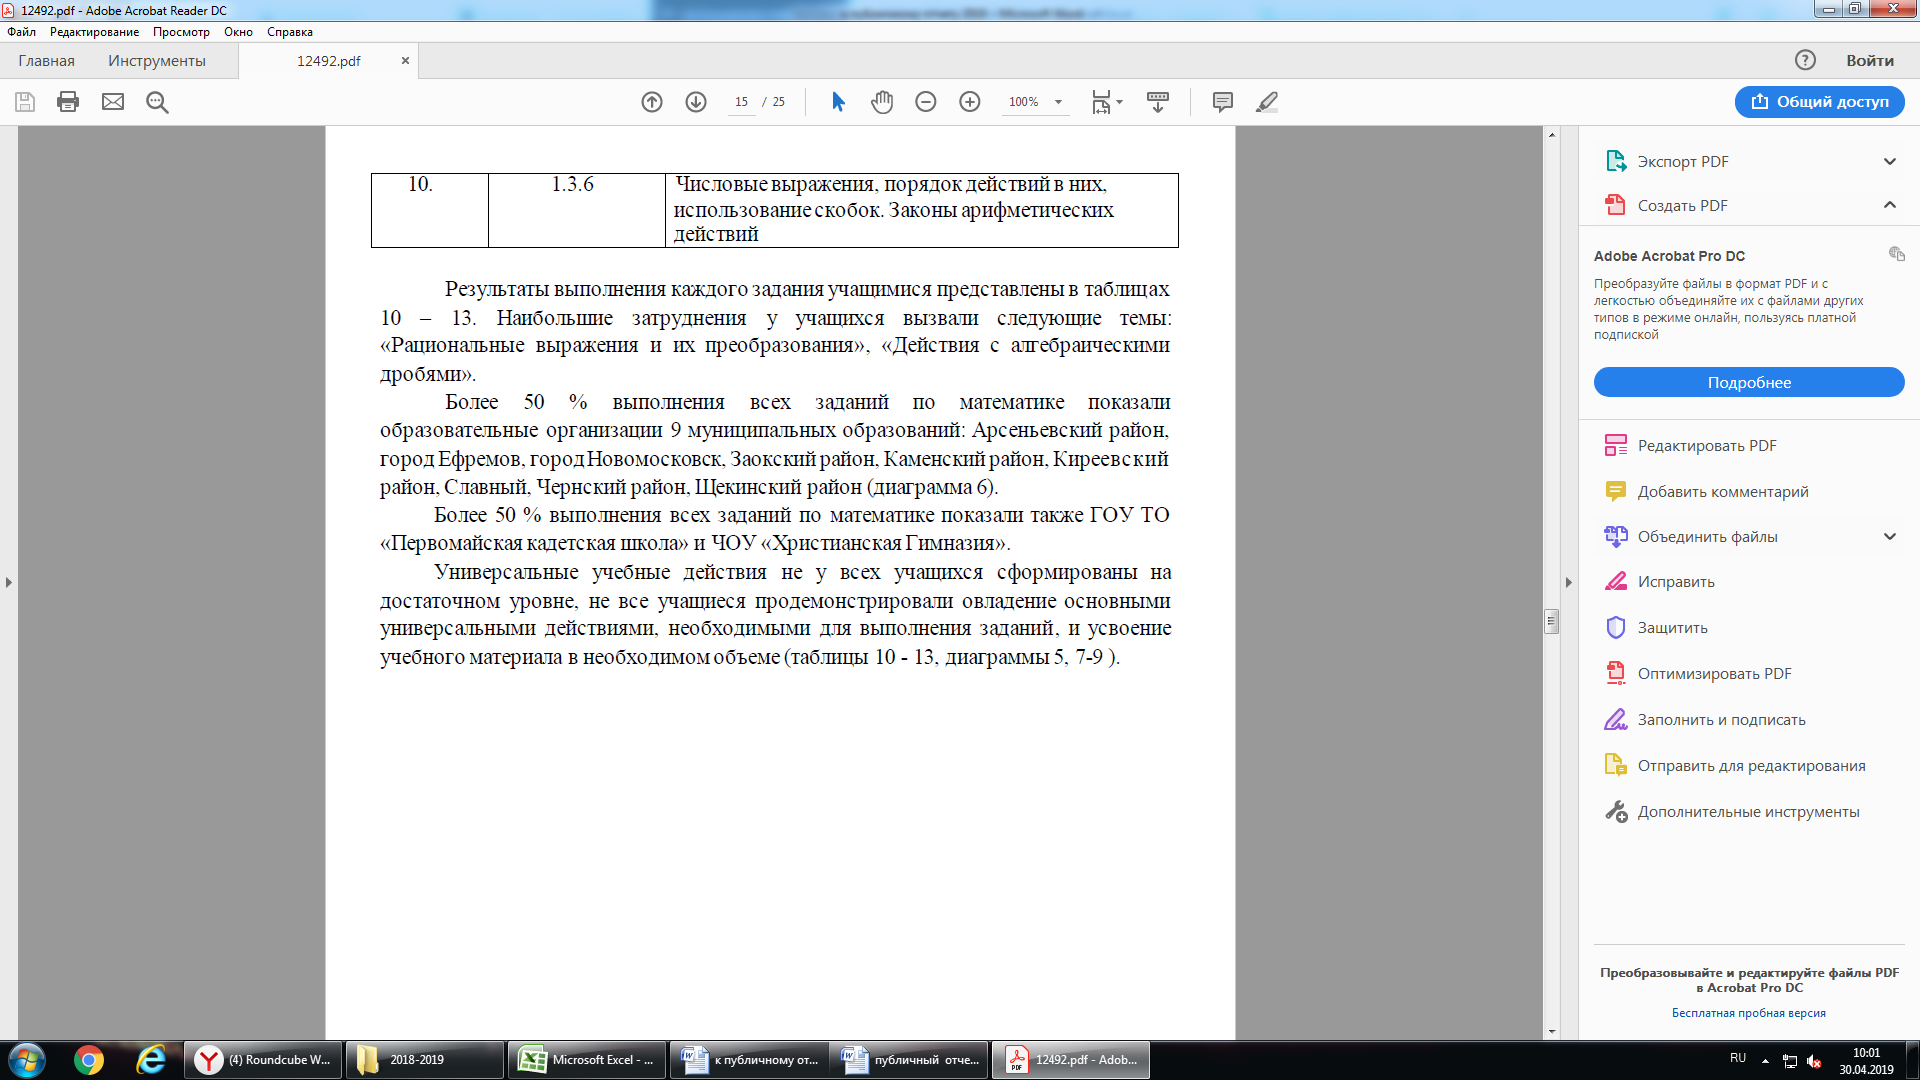 12492.pdf - Adobe Acrobat Reader DC
Файл Редактирование Просмотр Окно Справка
Главная Инструменты 12492.pdf Войти
15 / 25 100% Общий доступ
10. 1.3.6 Числовые выражения, порядок действий в них,
использование скобок. Законы арифметических
действий
Результаты выполнения каждого задания учащимися представлены в таблицах
10 – 13. Наибольшие затруднения у учащихся вызвали следующие темы:
«Рациональные выражения и их преобразования», «Действия с алгебраическими
дробями».
Более 50 % выполнения всех заданий по математике показали
образовательные организации 9 муниципальных образований: Арсеньевский район,
город Ефремов, город Новомосковск, Заокский район, Каменский район, Киреевский
район, Славный, Чернский район, Щекинский район (диаграмма 6).
Более 50 % выполнения всех заданий по математике показали также ГОУ ТО
«Первомайская кадетская школа» и ЧОУ «Христианская Гимназия».
Универсальные учебные действия не у всех учащихся сформированы на
достаточном уровне, не все учащиеся продемонстрировали овладение основными
универсальными действиями, необходимыми для выполнения заданий, и усвоение
учебного материала в необходимом объеме (таблицы 10 - 13, диаграммы 5, 7-9 ).
Экспорт PDF
Создать PDF
Adobe Acrobat Pro DC
Преобразуйте файлы в формат PDF и с
легкостью объединяйте их с файлами других
типов в режиме онлайн, пользуясь платной
подпиской
Подробнее
Редактировать PDF
Добавить комментарий
Объединить файлы
Исправить
Защитить
Оптимизировать PDF
Заполнить и подписать
Отправить для редактирования
Дополнительные инструменты
Преобразовывайте и редактируйте файлы PDF
в Acrobat Pro DC
Бесплатная пробная версия
(4) Roundcube W... 2018-2019 Microsoft Excel - ... к публичному от... публичный отче... 12492.pdf - Adob... RU 10:01
30.04.2019